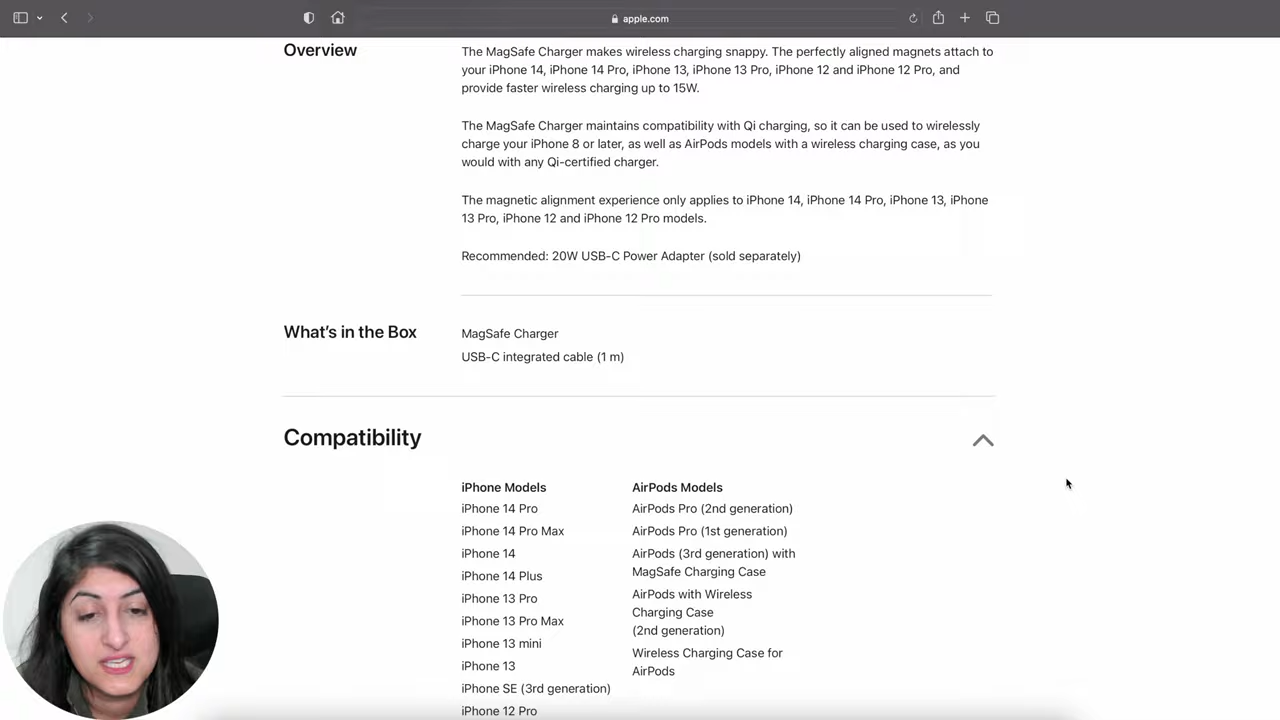 apple.com
Overview
The MagSafe Charger makes wireless charging snappy. The perfectly aligned magnets attach to
your iPhone 14, iPhone 14 Pro, iPhone 13, iPhone 13 Pro, iPhone 12 and iPhone 12 Pro, and
provide faster wireless charging up to 15W.
The MagSafe Charger maintains compatibility with Qi charging, so it can be used to wirelessly
charge your iPhone 8 or later, as well as AirPods models with a wireless charging case, as you
would with any Qi-certified charger.
The magnetic alignment experience only applies to iPhone 14, iPhone 14 Pro, iPhone 13, iPhone
13 Pro, iPhone 12 and iPhone 12 Pro models.
Recommended: 20W USB-C Power Adapter (sold separately)
What's in the Box
MagSafe Charger
USB-C integrated cable (1 m)
Compatibility
iPhone Models
iPhone 14 Pro
iPhone 14 Pro Max
iPhone 14
iPhone 14 Plus
iPhone 13 Pro
iPhone 13 Pro Max
iPhone 13 mini
iPhone 13
iPhone SE (3rd generation)
iPhone 12 Pro
AirPods Models
AirPods Pro (2nd generation)
AirPods Pro (1st generation)
AirPods (3rd generation) with
MagSafe Charging Case
AirPods with Wireless
Charging Case
(2nd generation)
Wireless Charging Case for
AirPods